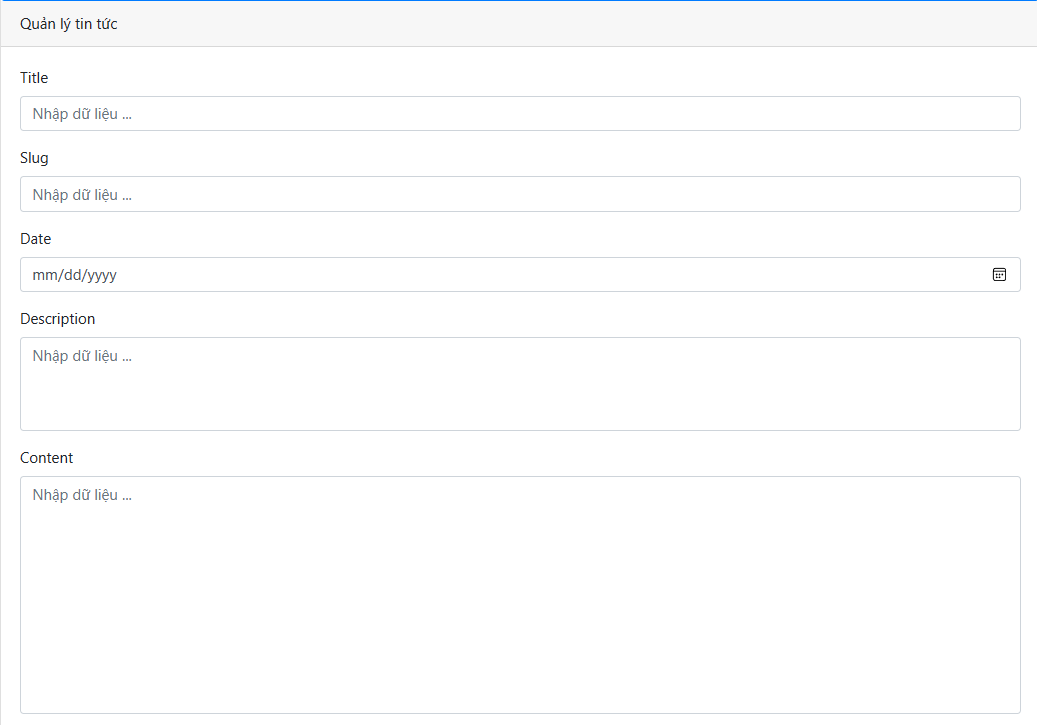 Quản lý tin tức
Title
Nhập dữ liệu ...
Slug
Nhập dữ liệu ...
Date
mm/dd/yyyy
Description
Nhập dữ liệu ...
Content
Nhập dữ liệu ...